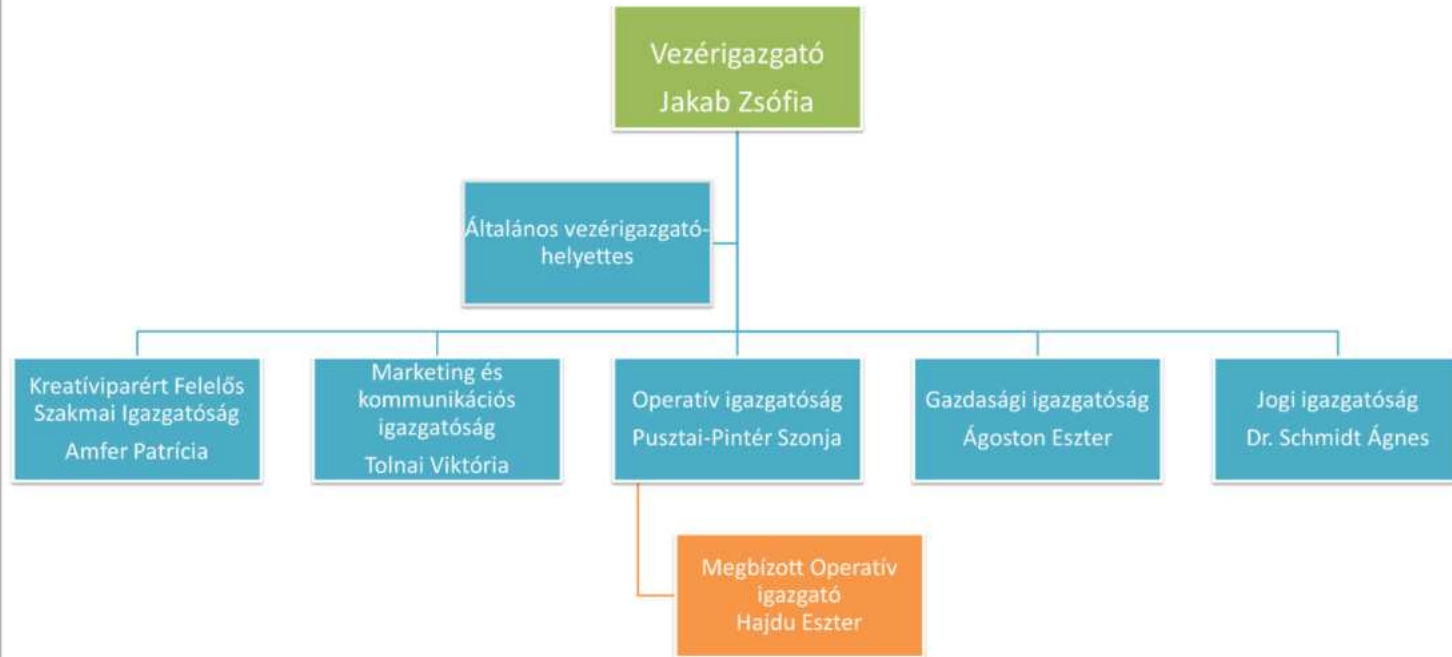 Vezérigazgató
Jakab Zsófia
Általános vezérigazgató-
helyettes
Kreatíviparért Felelős
Szakmai Igazgatóság
Amfer Patrícia
Marketing és
kommunikációs
igazgatóság
Tolnai Viktória
Operatív igazgatóság
Pusztai-Pintér Szonja
Gazdasági igazgatóság
Ágoston Eszter
Jogi igazgatóság
Dr. Schmidt Ágnes
Megbízott Operatív
igazgató
Hajdu Eszter